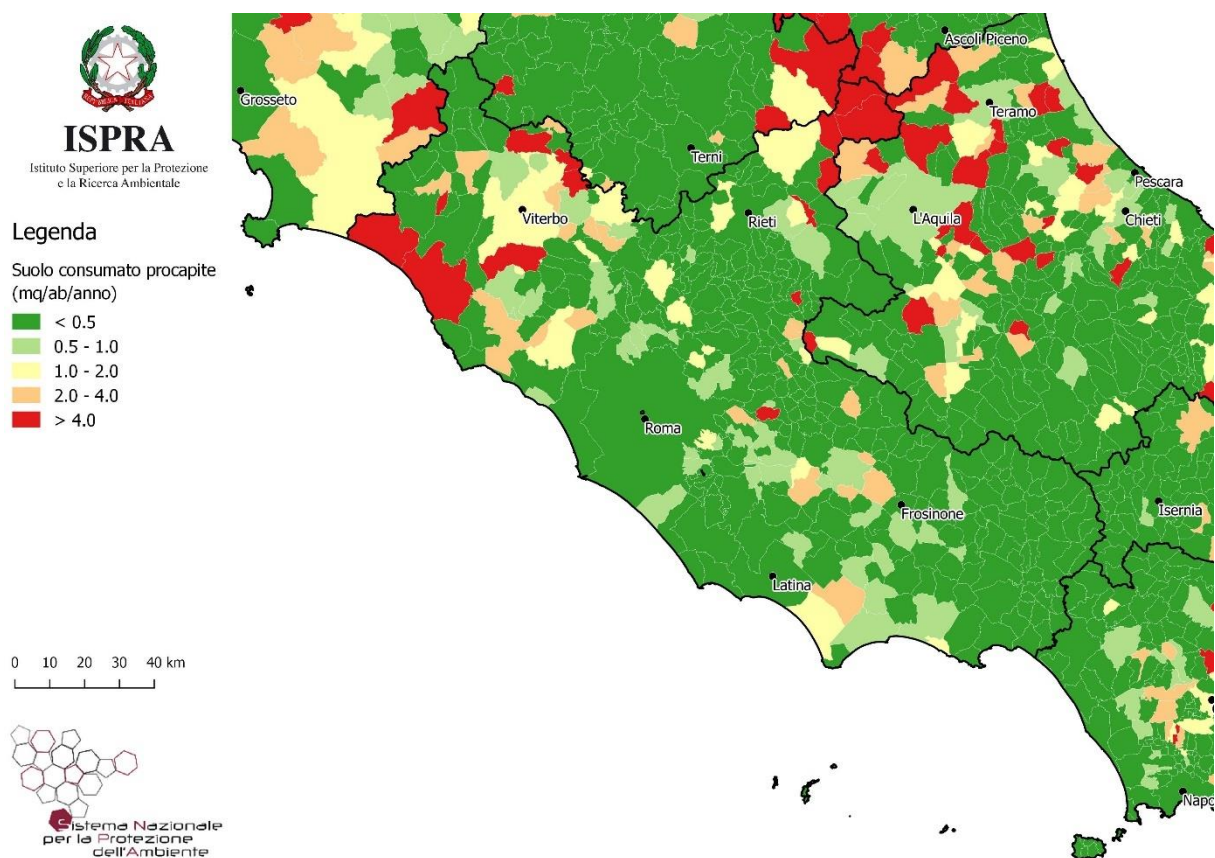 ISPRA
Istituto Superiore per la Protezione
e la Ricerca Ambientale
Legenda
Suolo consumato procapite
(mq/ab/anno)
< 0.5
0.5 - 1.0
1.0 - 2.0
2.0 - 4.0
> 4.0
0 10 20 30 40 km
Sistema Nazionale
per la Protezione
dell'Ambiente
Ascoli Piceno
Grosseto
Teramo
Terni
Pescara
Viterbo
Rieti
L'Aquila
Chieti
Roma
Frosinone
Isernia
Latina
Napo